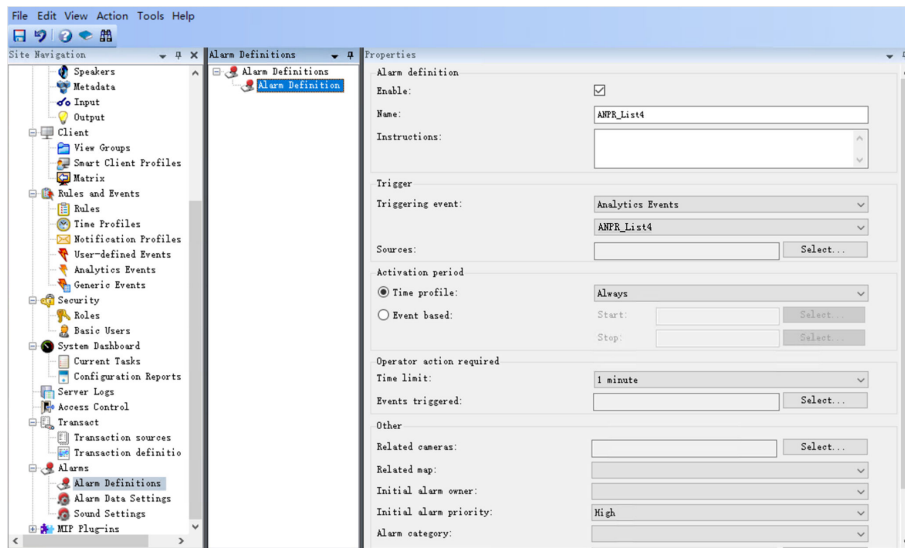 File Edit View Action Tools Help
Site Navigation
Speakers
Metadata
Input
Output
Client
View Groups
Smart Client Profiles
Matrix
Rules and Events
Rules
Time Profiles
Notification Profiles
User-defined Events
Analytics Events
Generic Events
Security
Roles
Basic Users
System Dashboard
Current Tasks
Configuration Reports
Server Logs
Access Control
Transact
Transaction sources
Transaction definitio
Alarms
Alarm Definitions
Alarm Data Settings
Sound Settings
MIP Plug-ins
Alarm Definitions
Alarm Definitions
Alarm Definition
Properties
Alarm definition
Enable:
Name: ANPR_List4
Instructions:
Trigger
Triggering event: Analytics Events
ANPR_List4
Sources: Select...
Activation period
Time profile: Always
Event based: Start: Select...
Stop: Select...
Operator action required
Time limit: 1 minute
Events triggered: Select...
Other
Related cameras: Select...
Related map:
Initial alarm owner:
Initial alarm priority: High
Alarm category: